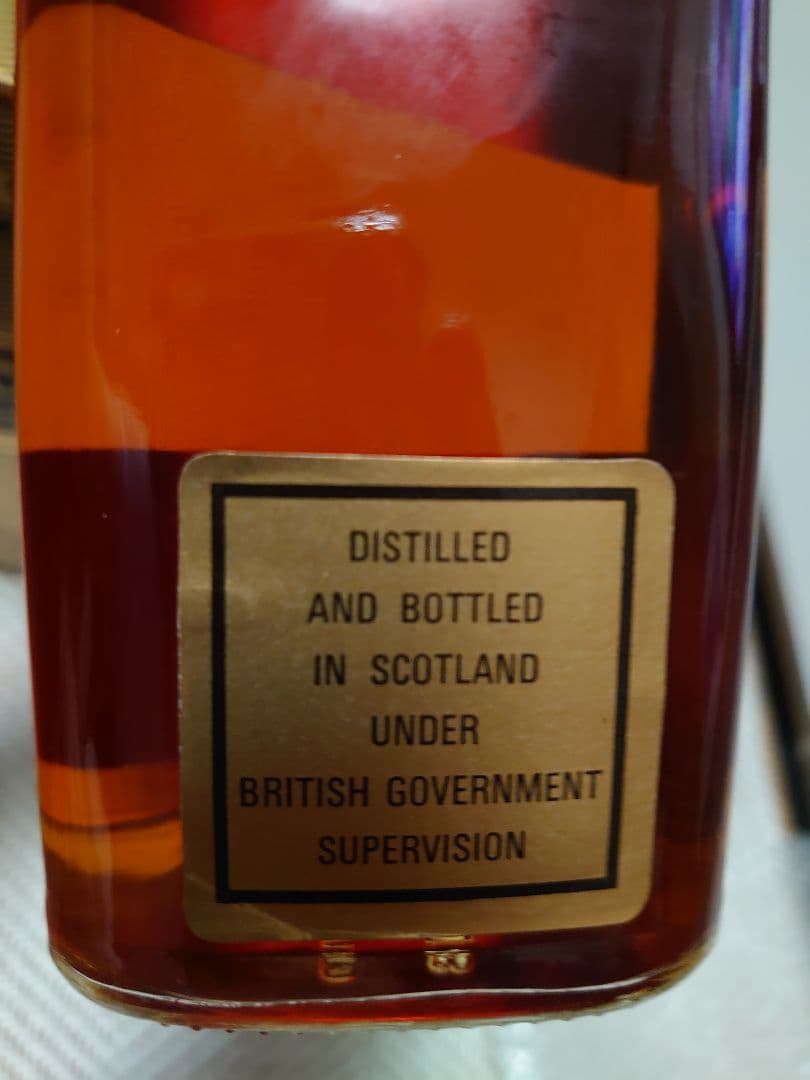 DISTILLED
AND BOTTLED
IN SCOTLAND
UNDER
BRITISH GOVERNMENT
SUPERVISION